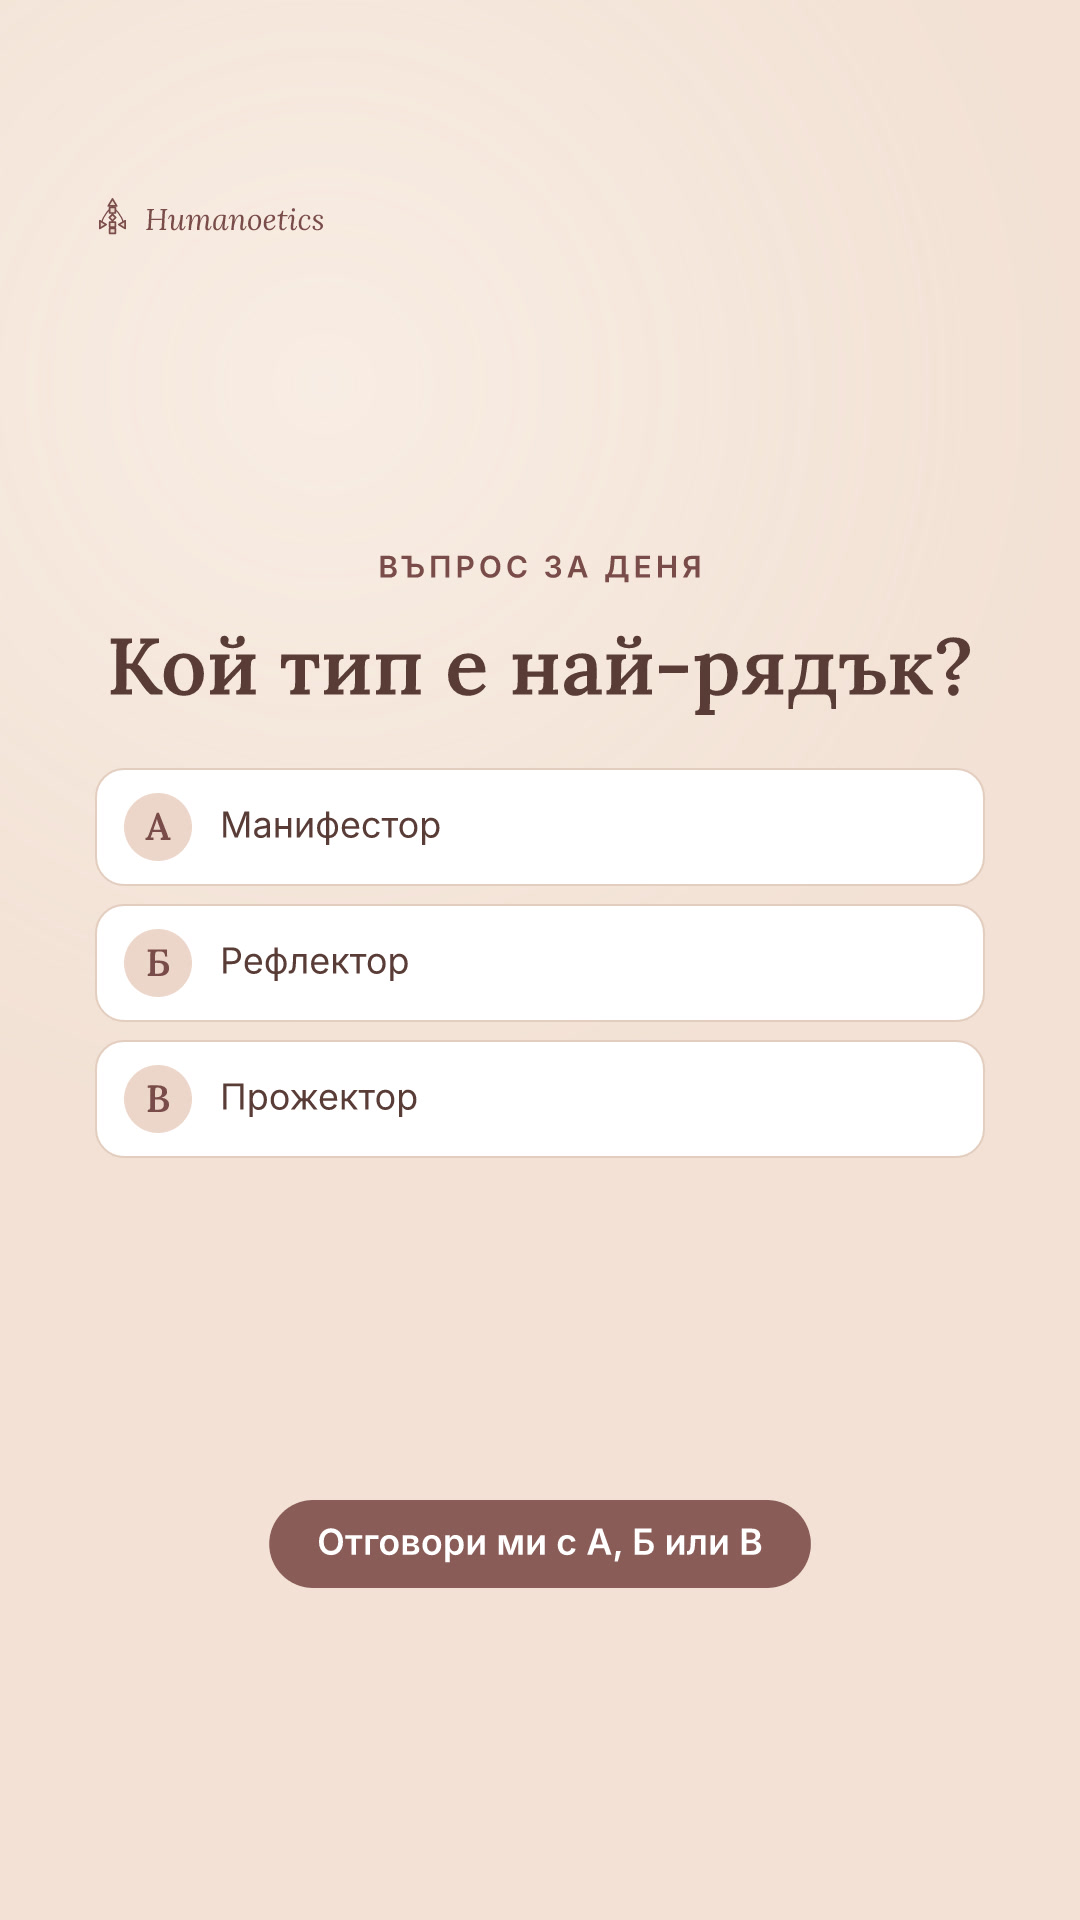 Humanoetics
ВЪПРОС ЗА ДЕНЯ
Кой тип е най-рядък?
А Манифестор
Б Рефлектор
В Прожектор
Отговори ми с А, Б или В